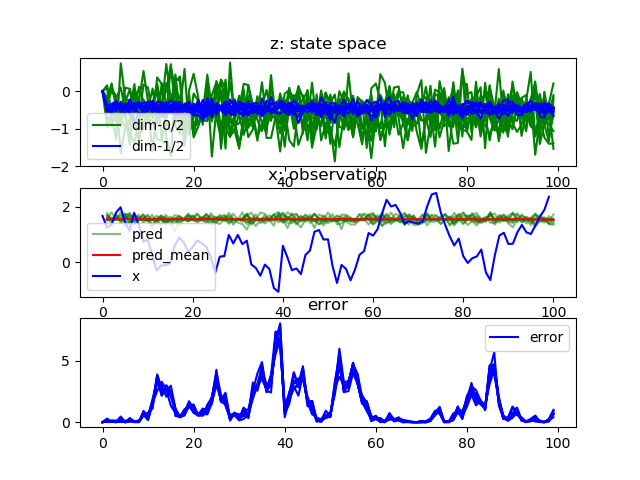 z: state space
0
−1
−2
dim-0/2
dim-1/2
0 20 40 60 80 100
x: observation
2
0
pred
pred_mean
x
0 20 40 60 80 100
error
5
0
error
0 20 40 60 80 100